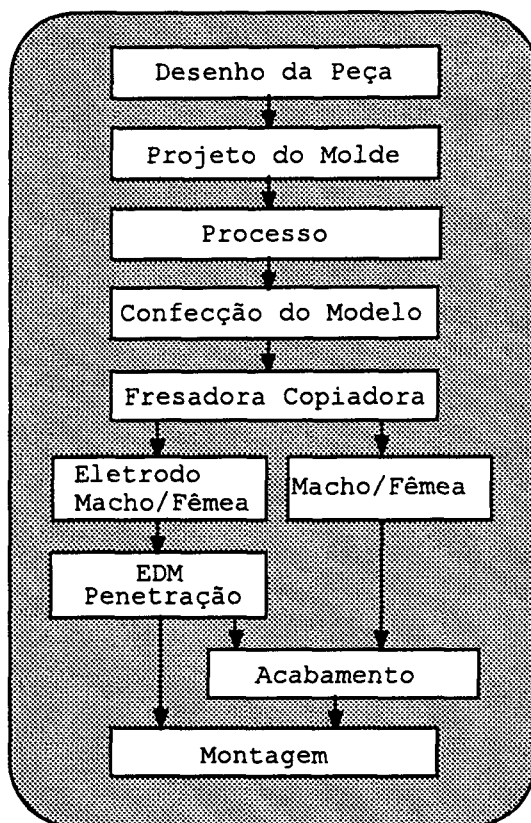 Desenho da Peça
Projeto do Molde
Processo
Confecção do Modelo
Fresadora Copiadora
Eletrodo
Macho/Fêmea
Macho/Fêmea
EDM
Penetração
Acabamento
Montagem